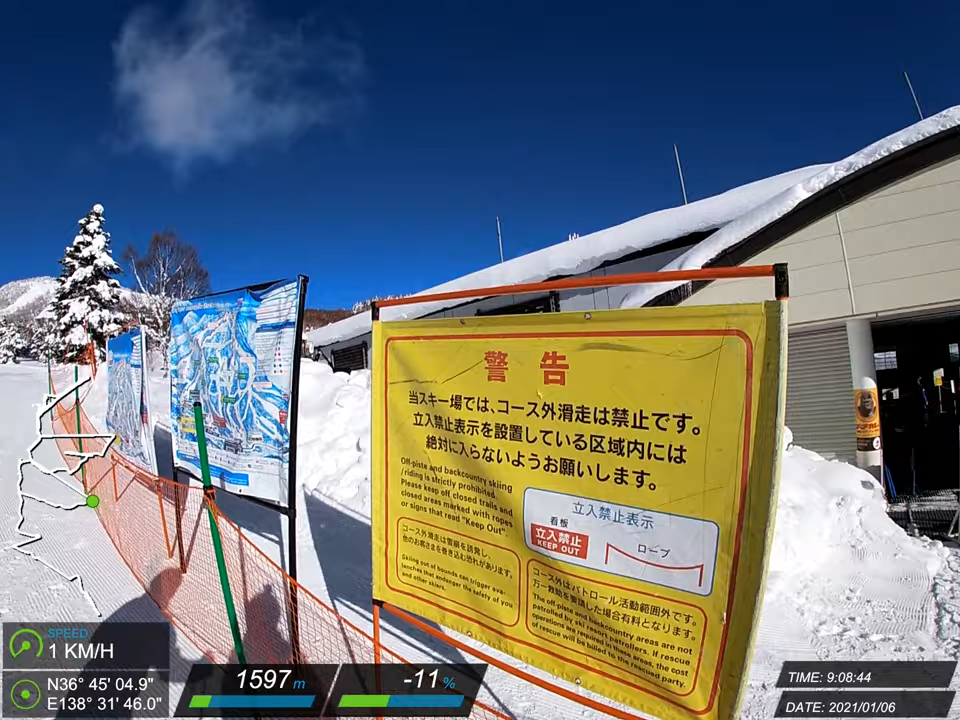 警 告
当スキー場では、コース外滑走は禁止です。
立入禁止表示を設置している区域内には
絶対に入らないようお願いします。
Off-piste and backcountry skiing
/riding is strictly prohibited.
Please keep off closed trails and
closed areas marked with ropes
or signs that read "Keep Out".
立入禁止表示
看板
立入禁止
KEEP OUT
ロープ
コース外滑走は雪崩を誘発し、
他のお客さまを巻き込む恐れがあります。
Skiing out of bounds can trigger ava-
lanches that endanger the safety of you
and other skiers.
コース外はパトロール活動範囲外です。
万一救助を要請した場合有料となります。
The off-piste and backcountry areas are not
patrolled by ski resort patrollers. If rescue
operations are required in these areas, the cost
of rescue will be billed to the rescued party.
SPEED
1 KM/H
N36° 45' 04.9"
E138° 31' 46.0"
1597 m
-11 %
TIME: 9:08:44
DATE: 2021/01/06